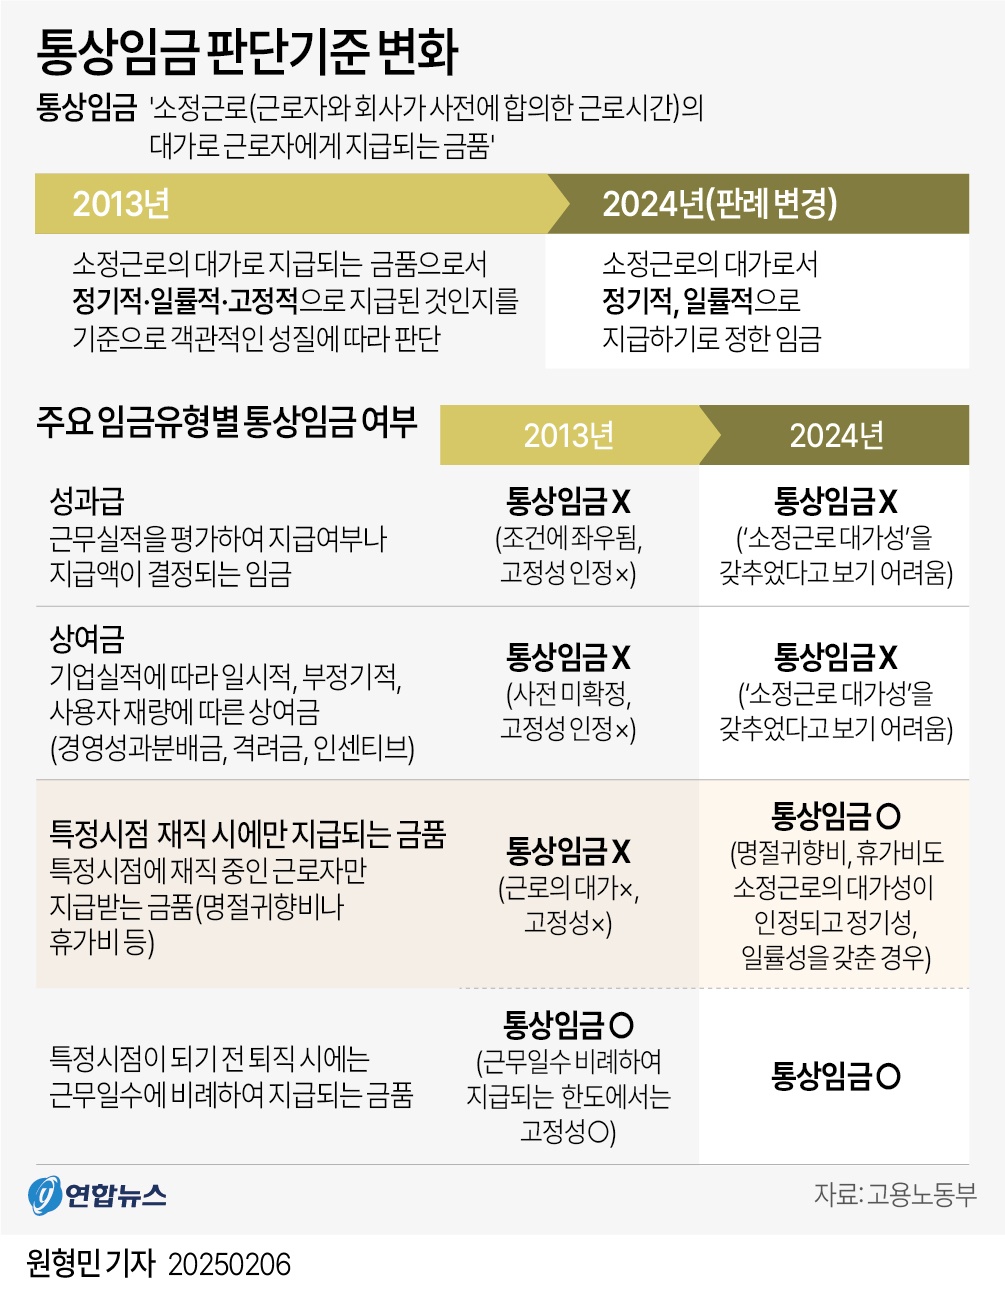 통상임금 판단기준 변화
통상임금 '소정근로(근로자와 회사가 사전에 합의한 근로시간)의
대가로 근로자에게 지급되는 금품'
2013년
소정근로의 대가로 지급되는 금품으로서
정기적·일률적·고정적으로 지급된 것인지를
기준으로 객관적인 성질에 따라 판단
2024년(판례 변경)
소정근로의 대가로서
정기적, 일률적으로
지급하기로 정한 임금
주요 임금유형별 통상임금 여부
2013년
2024년
성과급
근무실적을 평가하여 지급여부나
지급액이 결정되는 임금
통상임금 X
(조건에 좌우됨,
고정성 인정×)
통상임금 X
('소정근로 대가성'을
갖추었다고 보기 어려움)
상여금
기업실적에 따라 일시적, 부정기적,
사용자 재량에 따른 상여금
(경영성과분배금, 격려금, 인센티브)
통상임금 X
(사전 미확정,
고정성 인정×)
통상임금 X
('소정근로 대가성'을
갖추었다고 보기 어려움)
특정시점 재직 시에만 지급되는 금품
특정시점에 재직 중인 근로자만
지급받는 금품(명절귀향비나
휴가비 등)
통상임금 X
(근로의 대가×,
고정성×)
통상임금 O
(명절귀향비, 휴가비도
소정근로의 대가성이
인정되고 정기성,
일률성을 갖춘 경우)
특정시점이 되기 전 퇴직 시에는
근무일수에 비례하여 지급되는 금품
통상임금 O
(근무일수 비례하여
지급되는 한도에서는
고정성O)
통상임금 O
연합뉴스
자료: 고용노동부
원형민 기자 20250206